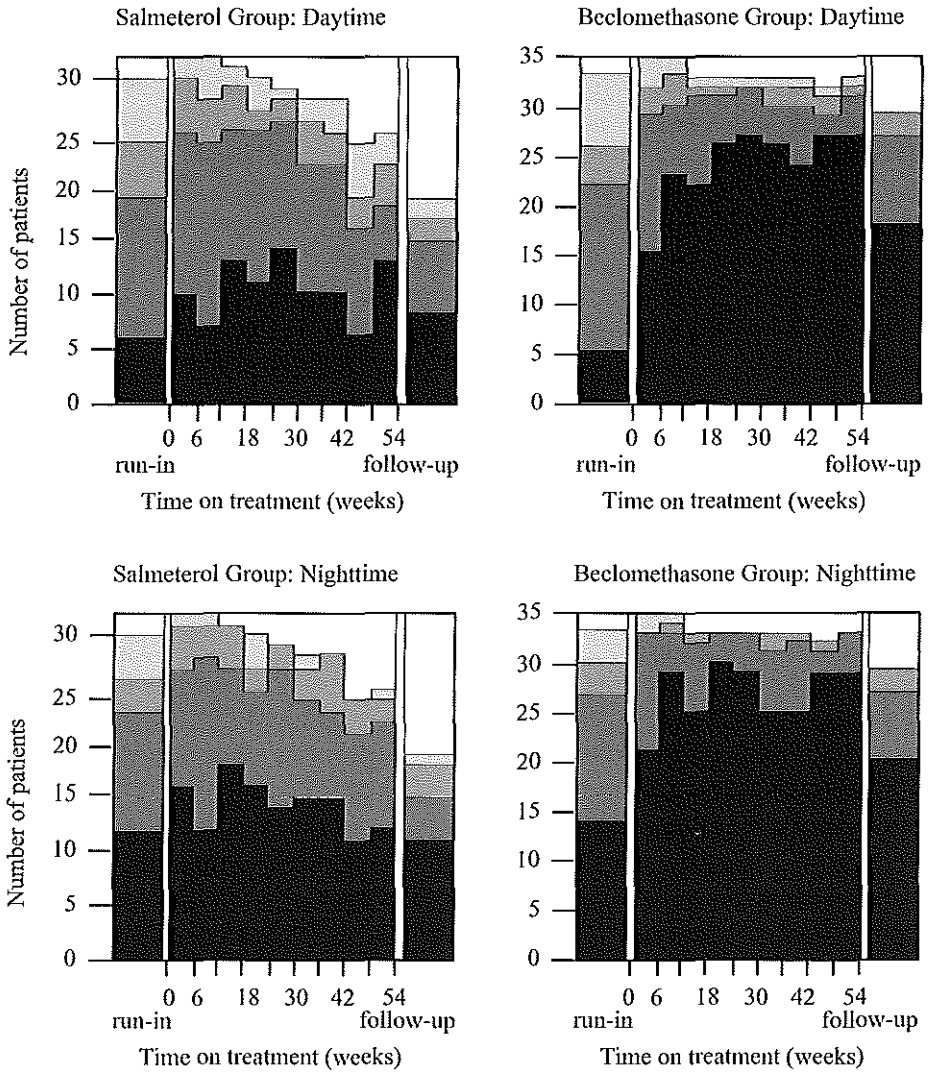 Salmeterol Group: Daytime
Number of patients
30
25
20
15
10
5
0
0 6 18 30 42 54
run-in follow-up
Time on treatment (weeks)
Beclomethasone Group: Daytime
35
30
25
20
15
10
5
0
0 6 18 30 42 54
run-in follow-up
Time on treatment (weeks)
Salmeterol Group: Nighttime
Number of patients
30
25
20
15
10
5
0
0 6 18 30 42 54
run-in follow-up
Time on treatment (weeks)
Beclomethasone Group: Nighttime
35
30
25
20
15
10
5
0
0 6 18 30 42 54
run-in follow-up
Time on treatment (weeks)